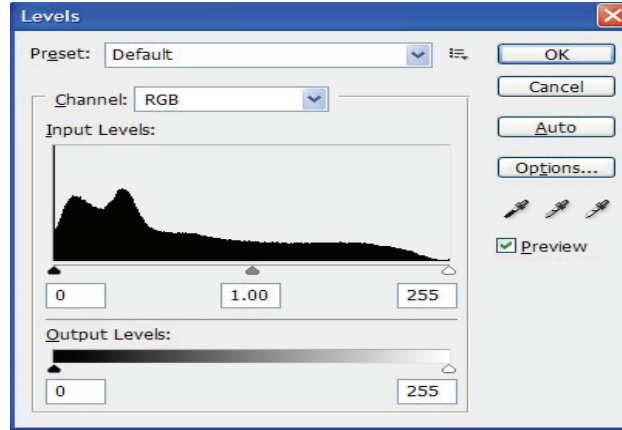 Levels
Preset: Default
OK
Cancel
Channel: RGB
Auto
Input Levels:
Options...
Preview
0 1.00 255
Output Levels:
0 255